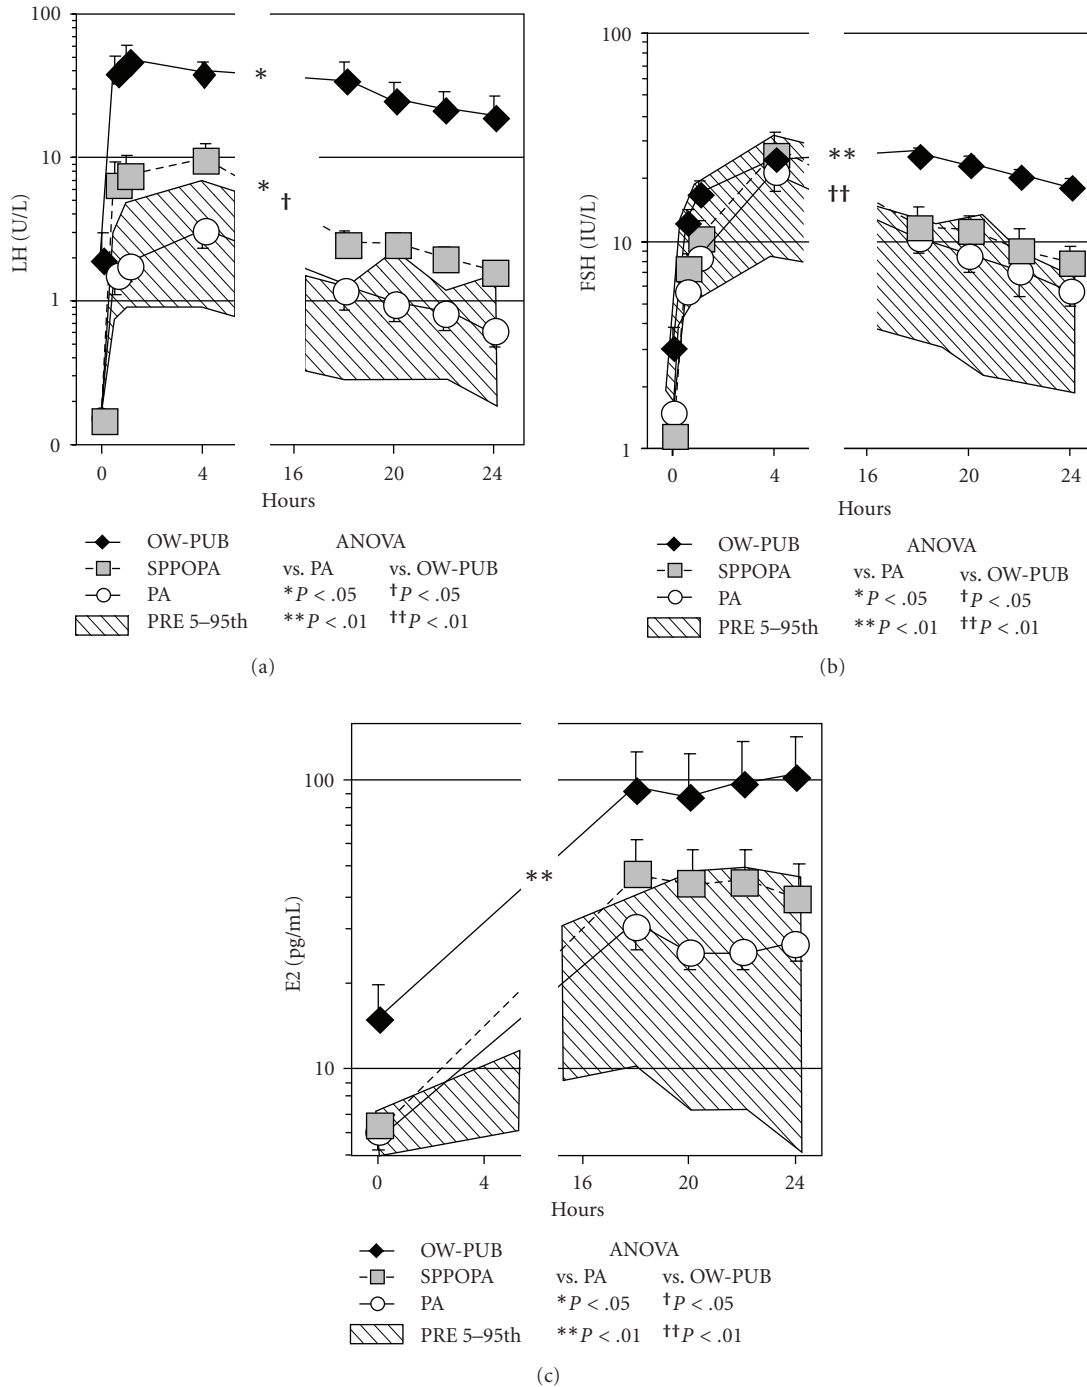 100
10
1
0
LH (U/L)
*
*
†
0 4 16 20 24
Hours
OW-PUB ANOVA
SPPOPA vs. PA vs. OW-PUB
PA *P < .05 †P < .05
PRE 5–95th **P < .01 ††P < .01
(a)
100
10
1
FSH (IU/L)
**
††
0 4 16 20 24
Hours
OW-PUB ANOVA
SPPOPA vs. PA vs. OW-PUB
PA *P < .05 †P < .05
PRE 5–95th **P < .01 ††P < .01
(b)
100
10
E2 (pg/mL)
**
0 4 16 20 24
Hours
OW-PUB ANOVA
SPPOPA vs. PA vs. OW-PUB
PA *P < .05 †P < .05
PRE 5–95th **P < .01 ††P < .01
(c)